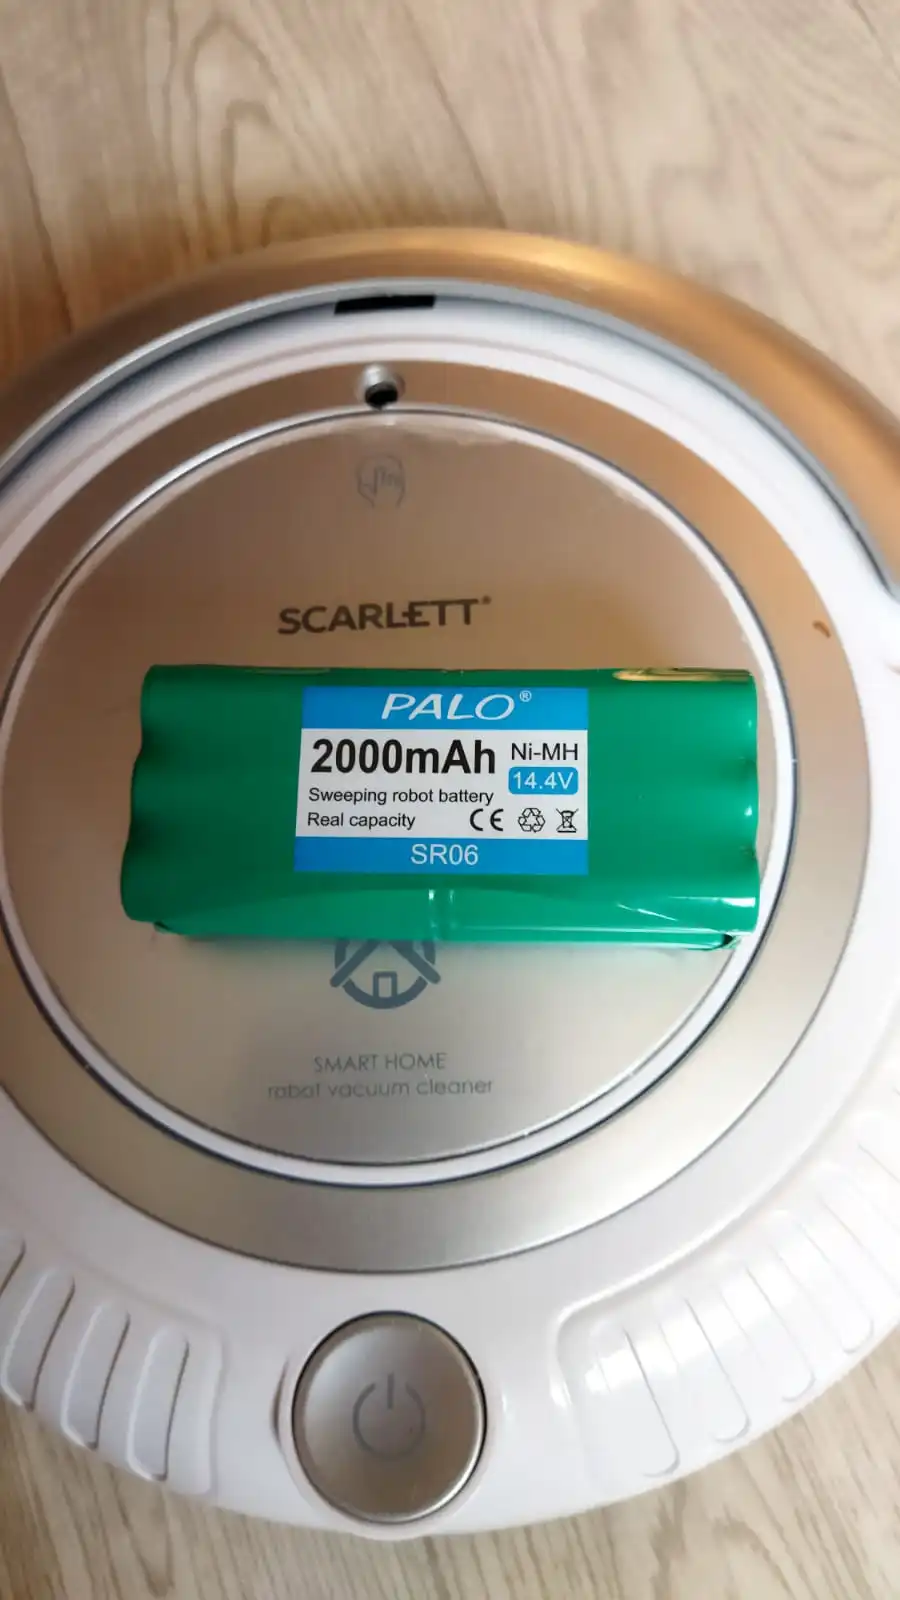 SCARLETT®
PALO®
2000mAh Ni-MH
14.4V
Sweeping robot battery
Real capacity CE
SR06
SMART HOME
robot vacuum cleaner